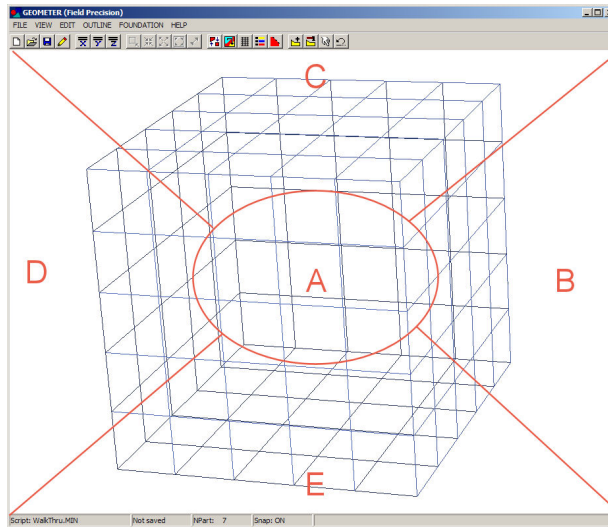 GEOMETER (Field Precision)
FILE VIEW EDIT OUTLINE FOUNDATION HELP
C
D
A
B
E
Script: WalkThru.MIN Not saved NPart: 7 Snap: ON